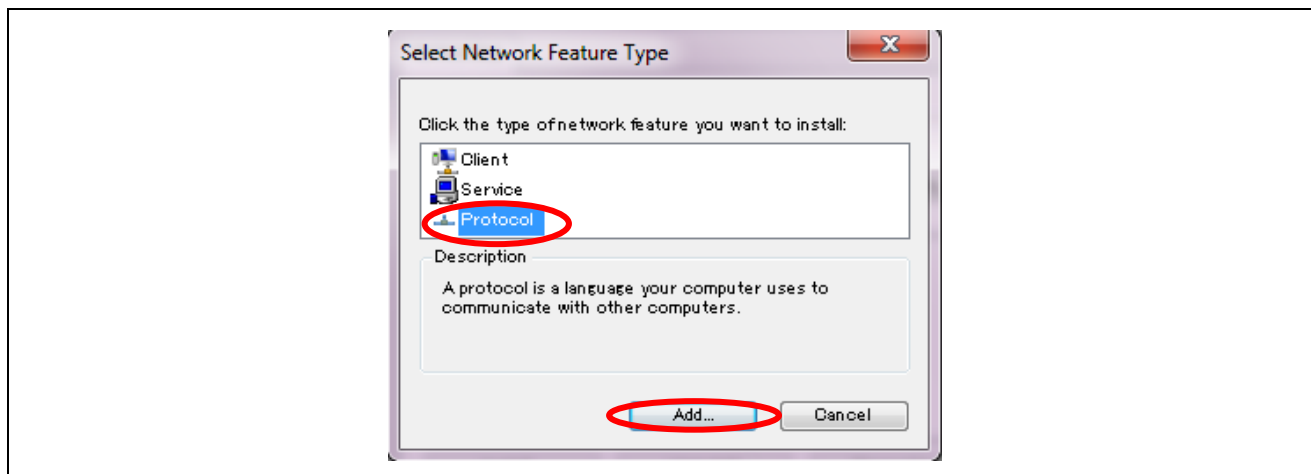 Select Network Feature Type
Click the type of network feature you want to install:
Client
Service
Protocol
Description
A protocol is a language your computer uses to
communicate with other computers.
Add...
Cancel